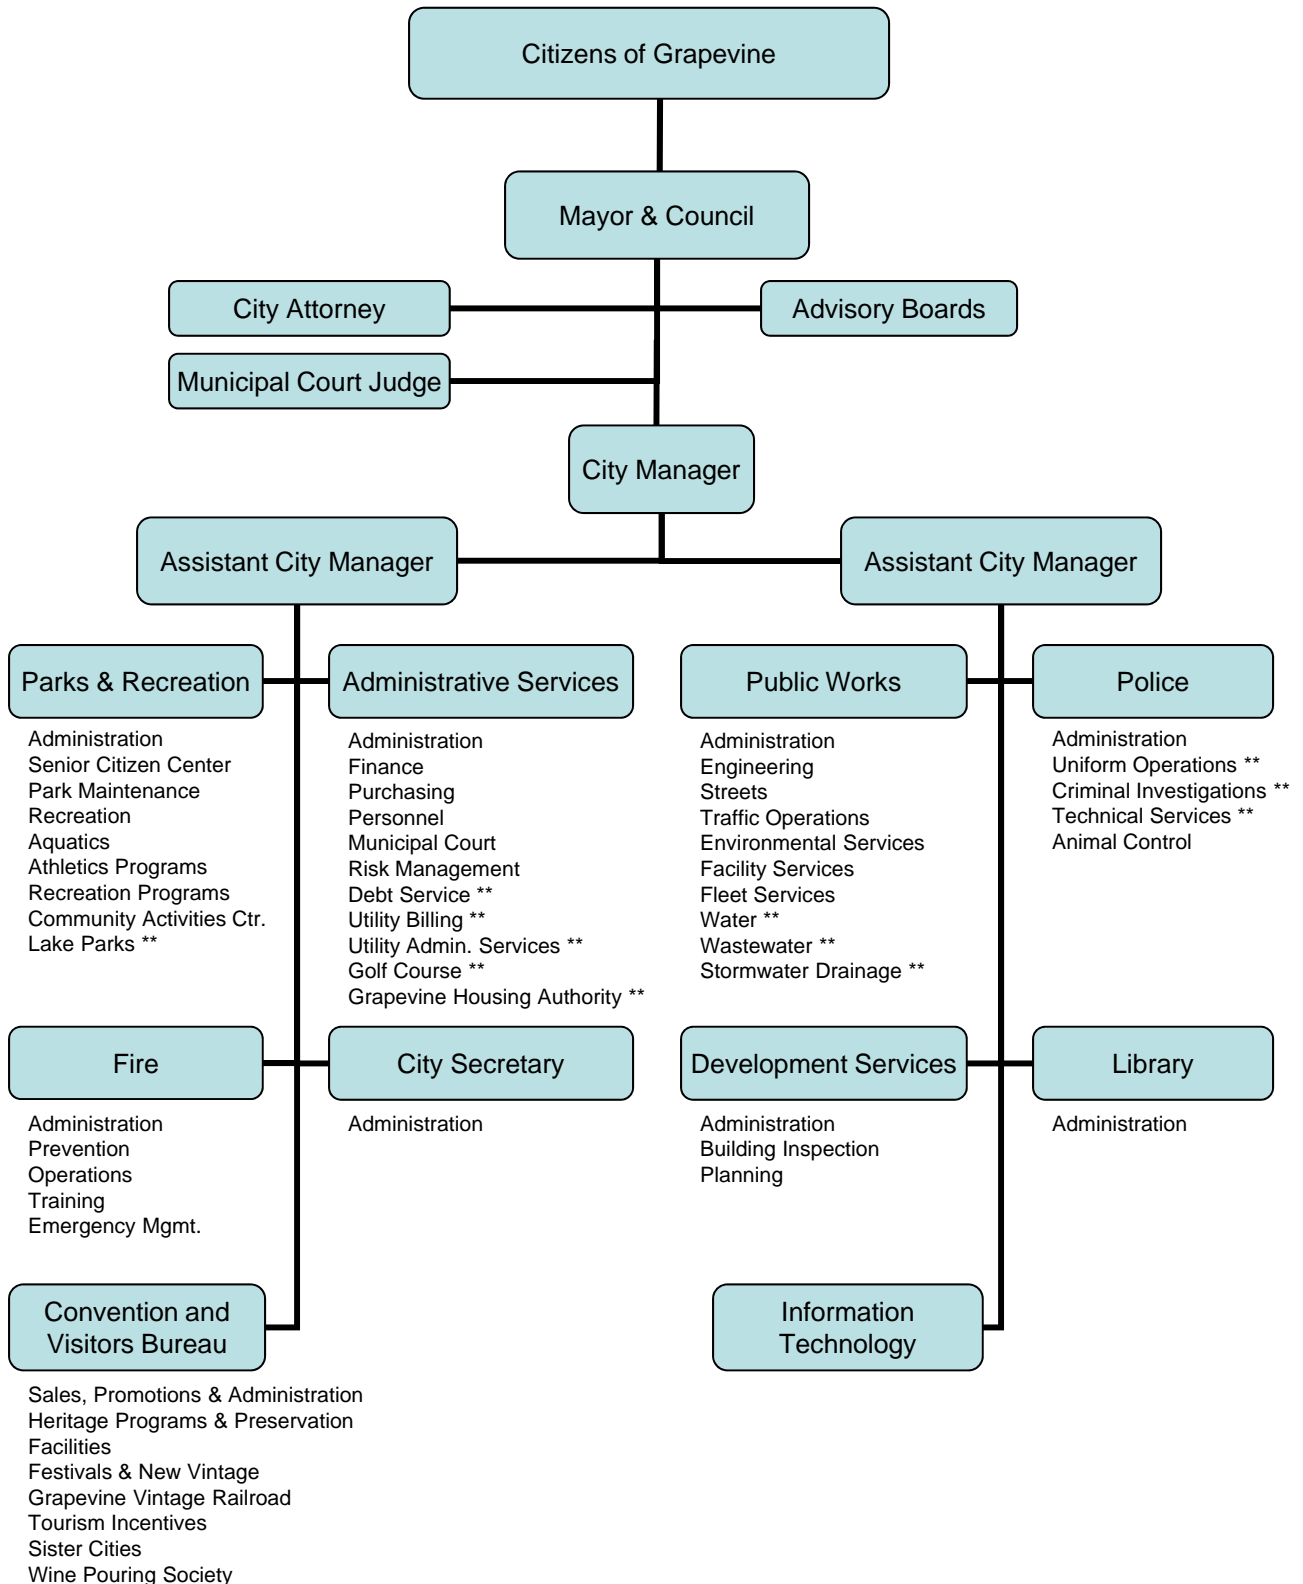 Citizens of Grapevine
Mayor & Council
City Attorney
Advisory Boards
Municipal Court Judge
City Manager
Assistant City Manager
Assistant City Manager
Parks & Recreation
Administration
Senior Citizen Center
Park Maintenance
Recreation
Aquatics
Athletics Programs
Recreation Programs
Community Activities Ctr.
Lake Parks **
Administrative Services
Administration
Finance
Purchasing
Personnel
Municipal Court
Risk Management
Debt Service **
Utility Billing **
Utility Admin. Services **
Golf Course **
Grapevine Housing Authority **
Public Works
Administration
Engineering
Streets
Traffic Operations
Environmental Services
Facility Services
Fleet Services
Water **
Wastewater **
Stormwater Drainage **
Police
Administration
Uniform Operations **
Criminal Investigations **
Technical Services **
Animal Control
Fire
Administration
Prevention
Operations
Training
Emergency Mgmt.
City Secretary
Administration
Development Services
Administration
Building Inspection
Planning
Library
Administration
Convention and
Visitors Bureau
Sales, Promotions & Administration
Heritage Programs & Preservation
Facilities
Festivals & New Vintage
Grapevine Vintage Railroad
Tourism Incentives
Sister Cities
Wine Pouring Society
Information
Technology